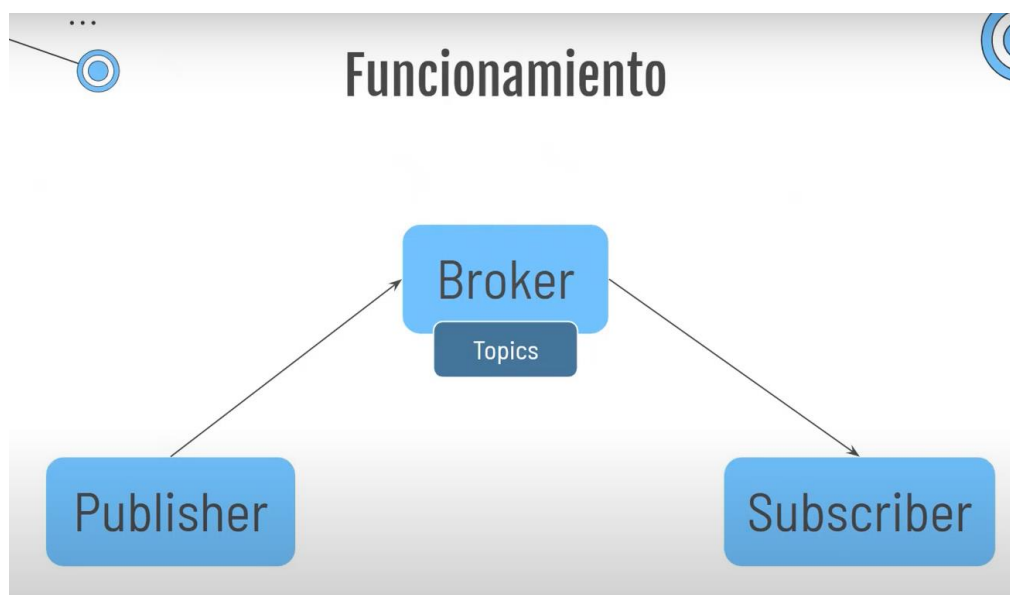 Funcionamiento
Broker
Topics
Publisher
Subscriber